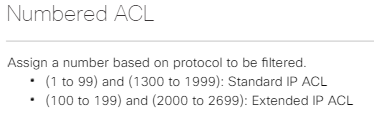 Numbered ACL
Assign a number based on protocol to be filtered.
• (1 to 99) and (1300 to 1999): Standard IP ACL
• (100 to 199) and (2000 to 2699): Extended IP ACL